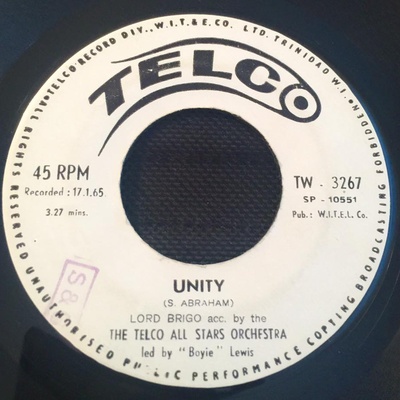 "TELCO" RECORD DIV., W.I.T. & E. CO. LTD. TRINIDAD W.I.
ALL RIGHTS RESERVED UNAUTHORISED PUBLIC PERFORMANCE COPYING BROADCASTING FORBIDDEN
TELCO
45 RPM
Recorded : 17.1.65.
3.27 mins.
TW - 3267
SP - 10551
Pub.: W.I.T.E.L. Co.
S &
UNITY
(S. ABRAHAM)
LORD BRIGO acc. by the
THE TELCO ALL STARS ORCHESTRA
led by "Boyie" Lewis